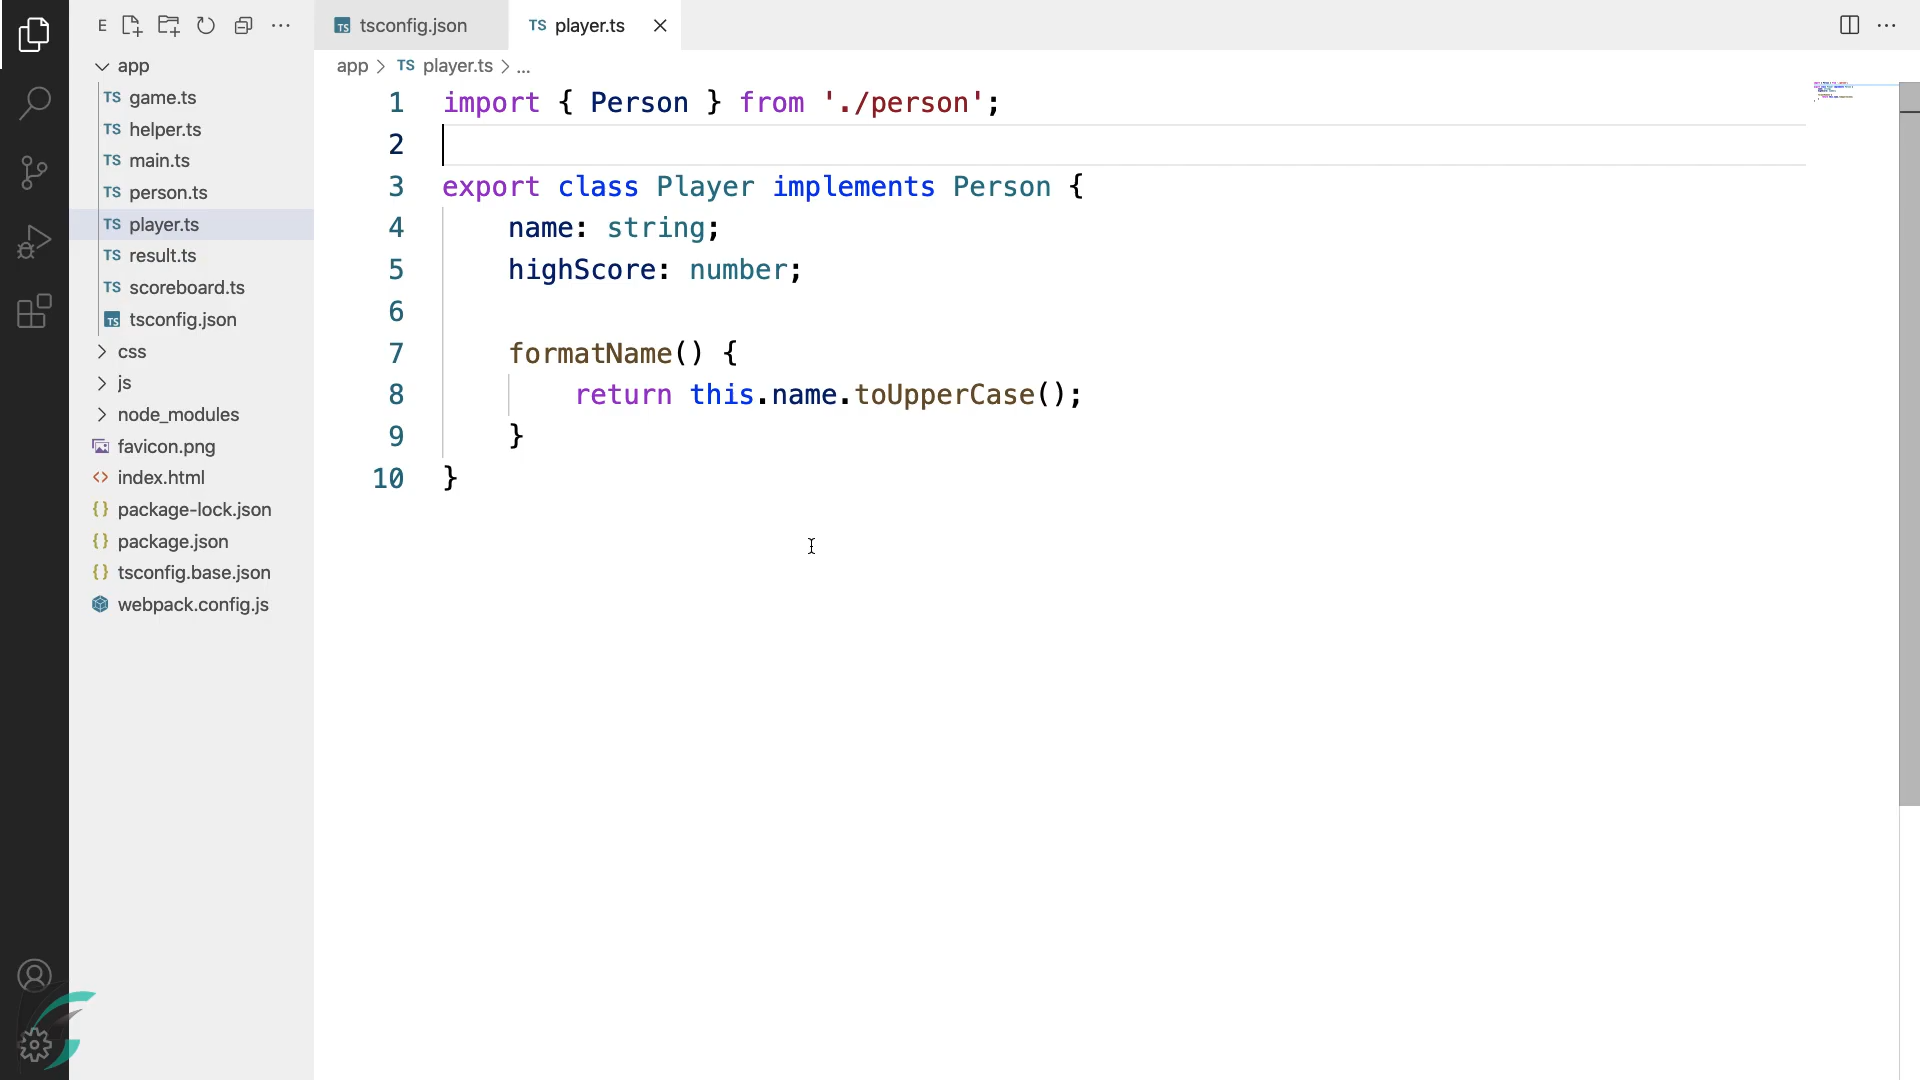 E
tsconfig.json
TS player.ts
app > TS player.ts > ...
app
TS game.ts
TS helper.ts
TS main.ts
TS person.ts
TS player.ts
TS result.ts
TS scoreboard.ts
TS tsconfig.json
css
js
node_modules
favicon.png
index.html
{} package-lock.json
{} package.json
{} tsconfig.base.json
webpack.config.js
1 import { Person } from './person';
2
3 export class Player implements Person {
4 name: string;
5 highScore: number;
6
7 formatName() {
8 return this.name.toUpperCase();
9 }
10 }